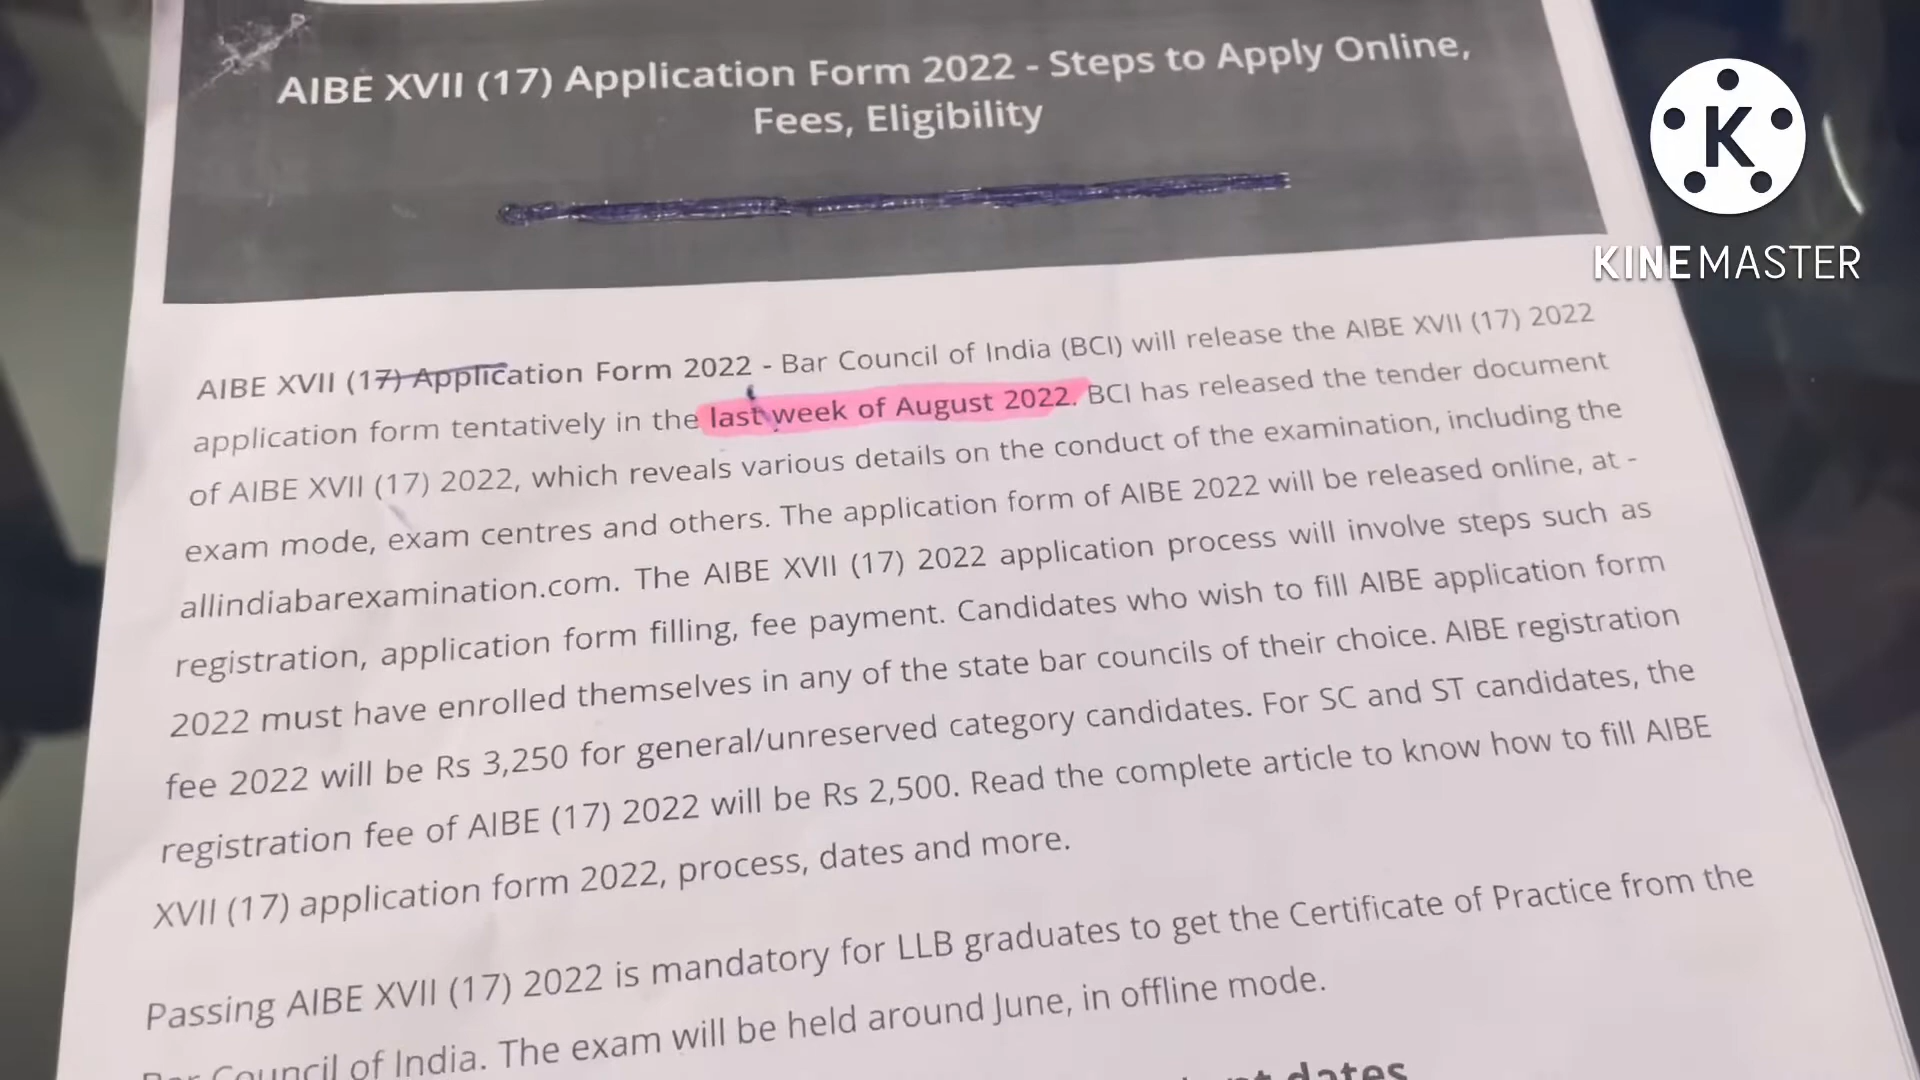 AIBE XVII (17) Application Form 2022 - Steps to Apply Online,
Fees, Eligibility
K
KINEMASTER
AIBE XVII (17) Application Form 2022 - Bar Council of India (BCI) will release the AIBE XVII (17) 2022
application form tentatively in the last week of August 2022. BCI has released the tender document
of AIBE XVII (17) 2022, which reveals various details on the conduct of the examination, including the
exam mode, exam centres and others. The application form of AIBE 2022 will be released online, at -
allindiabarexamination.com. The AIBE XVII (17) 2022 application process will involve steps such as
registration, application form filling, fee payment. Candidates who wish to fill AIBE application form
2022 must have enrolled themselves in any of the state bar councils of their choice. AIBE registration
fee 2022 will be Rs 3,250 for general/unreserved category candidates. For SC and ST candidates, the
registration fee of AIBE (17) 2022 will be Rs 2,500. Read the complete article to know how to fill AIBE
XVII (17) application form 2022, process, dates and more.
Passing AIBE XVII (17) 2022 is mandatory for LLB graduates to get the Certificate of Practice from the
Bar Council of India. The exam will be held around June, in offline mode.
dates